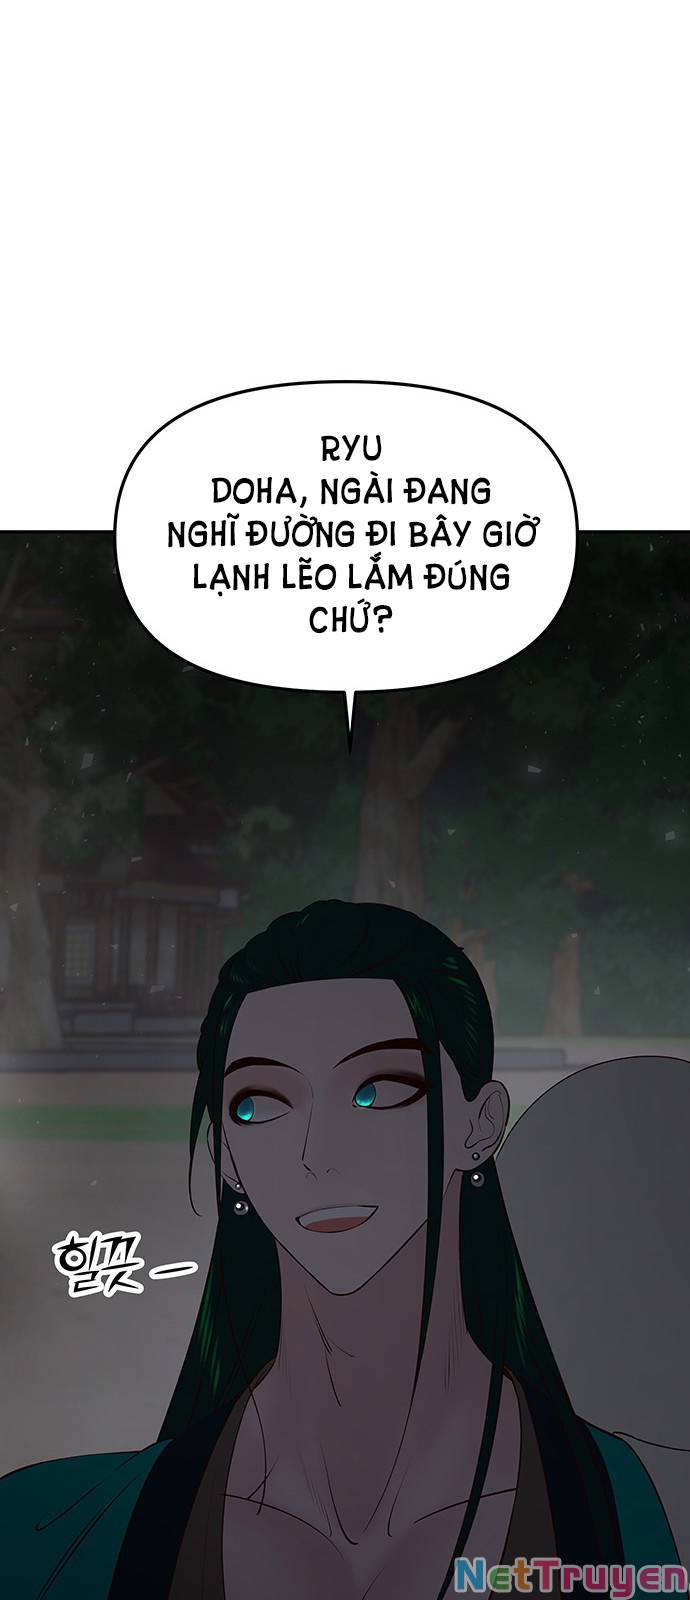 RYU
DOHA, NGÀI ĐANG
NGHĨ ĐƯỜNG ĐI BÂY GIỜ
LẠNH LẼO LẮM ĐÚNG
CHỨ?
힐끗
NetTruyen